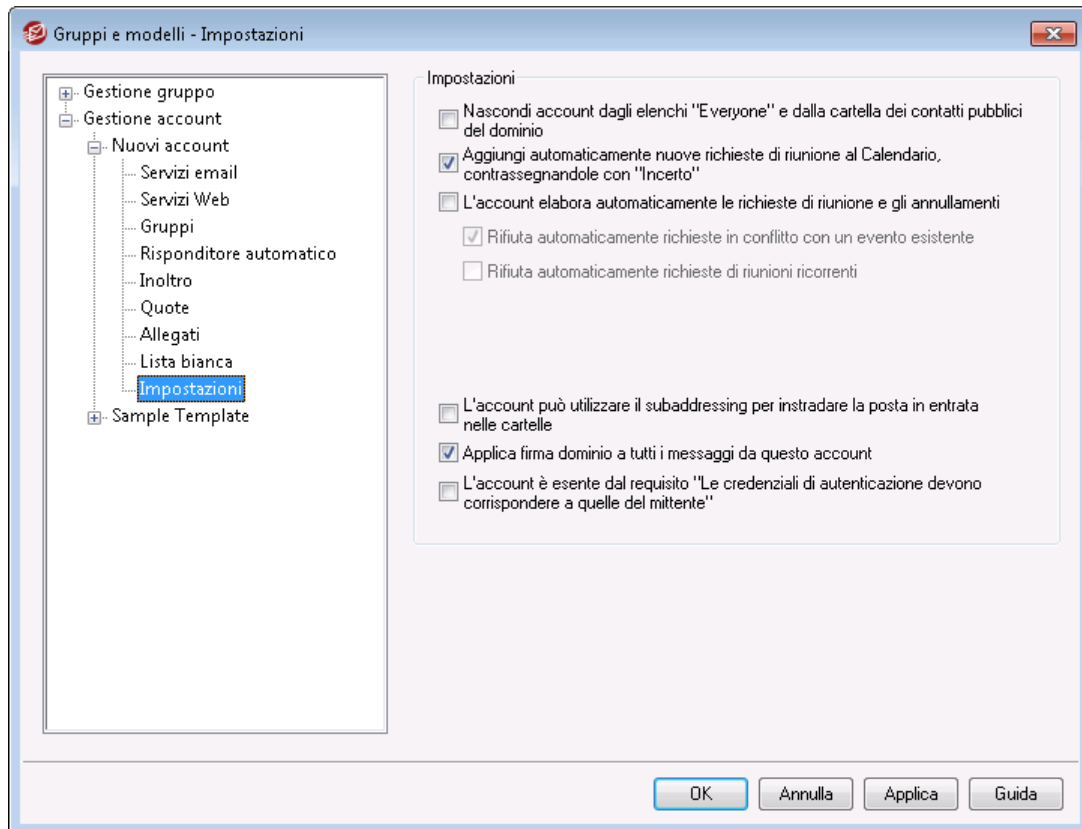 Gruppi e modelli - Impostazioni
Gestione gruppo
Gestione account
Nuovi account
Servizi email
Servizi Web
Gruppi
Risponditore automatico
Inoltro
Quote
Allegati
Lista bianca
Impostazioni
Sample Template
Impostazioni
Nascondi account dagli elenchi "Everyone" e dalla cartella dei contatti pubblici
del dominio
Aggiungi automaticamente nuove richieste di riunione al Calendario,
contrassegnandole con "Incerto"
L'account elabora automaticamente le richieste di riunione e gli annullamenti
Rifiuta automaticamente richieste in conflitto con un evento esistente
Rifiuta automaticamente richieste di riunioni ricorrenti
L'account può utilizzare il subaddressing per instradare la posta in entrata
nelle cartelle
Applica firma dominio a tutti i messaggi da questo account
L'account è esente dal requisito "Le credenziali di autenticazione devono
corrispondere a quelle del mittente"
OK
Annulla
Applica
Guida